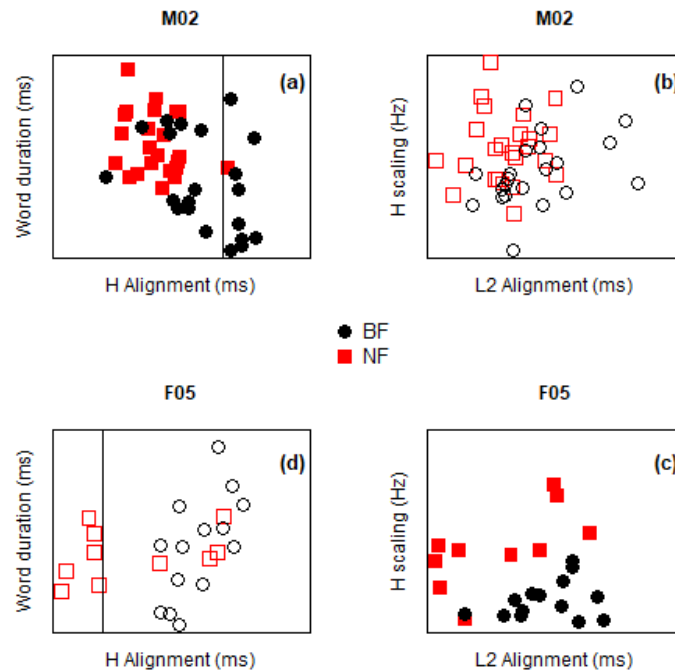 M02
M02
Word duration (ms)
(a)
H Alignment (ms)
H scaling (Hz)
(b)
L2 Alignment (ms)
BF
NF
F05
F05
Word duration (ms)
(d)
H Alignment (ms)
H scaling (Hz)
(c)
L2 Alignment (ms)